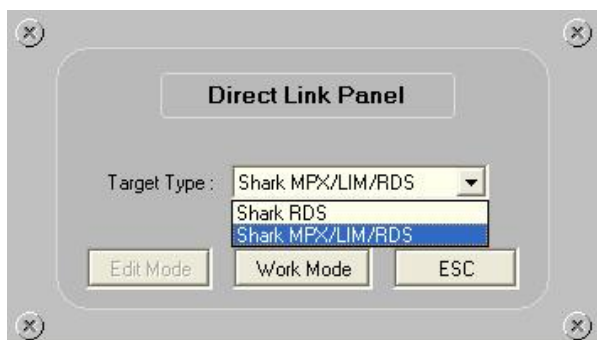 Direct Link Panel
Target Type : Shark MPX/LIM/RDS
Shark RDS
Shark MPX/LIM/RDS
Edit Mode Work Mode ESC